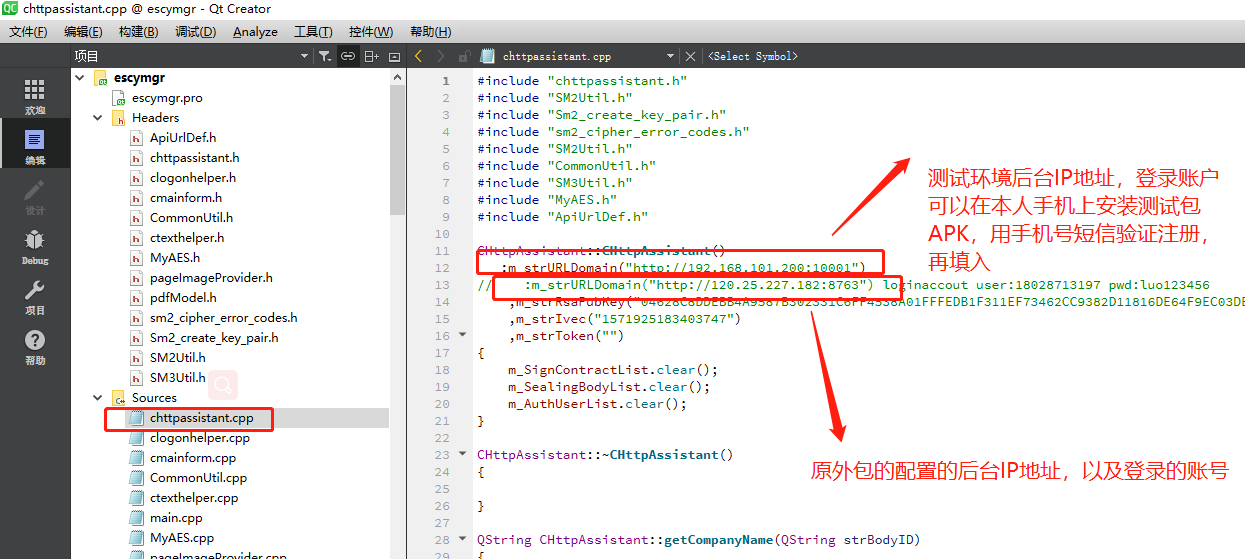 chttpassistant.cpp @ escymgr - Qt Creator
文件(F) 编辑(E) 构建(B) 调试(D) Analyze 工具(T) 控件(W) 帮助(H)
项目
chttpassistant.cpp
<Select Symbol>
欢迎
编辑
设计
Debug
项目
帮助
escymgr
escymgr.pro
Headers
ApiUrlDef.h
chttpassistant.h
clogonhelper.h
cmainform.h
CommonUtil.h
ctexthelper.h
MyAES.h
pageImageProvider.h
pdfModel.h
sm2_cipher_error_codes.h
Sm2_create_key_pair.h
SM2Util.h
SM3Util.h
Sources
chttpassistant.cpp
clogonhelper.cpp
cmainform.cpp
CommonUtil.cpp
ctexthelper.cpp
main.cpp
MyAES.cpp
pageImageProvider.cpp
1 #include "chttpassistant.h"
2 #include "SM2Util.h"
3 #include "Sm2_create_key_pair.h"
4 #include "sm2_cipher_error_codes.h"
5 #include "SM2Util.h"
6 #include "CommonUtil.h"
7 #include "SM3Util.h"
8 #include "MyAES.h"
9 #include "ApiUrlDef.h"
10
11 CHttpAssistant::CHttpAssistant()
12 :m_strURLDomain("http://192.168.101.200:10001")
13 // :m_strURLDomain("http://120.25.227.182:8763") loginaccout user:18028713197 pwd:luo123456
14 ,m_strRsaPubKey(
15 ,m_strIvec("1571925183403747")
16 ,m_strToken("")
17 {
18 m_SignContractList.clear();
19 m_SealingBodyList.clear();
20 m_AuthUserList.clear();
21 }
22
23 CHttpAssistant::~CHttpAssistant()
24 {
25
26 }
27
28 QString CHttpAssistant::getCompanyName(QString strBodyID)
29 {
测试环境后台IP地址，登录账户
可以在本人手机上安装测试包
APK，用手机号短信验证注册，
再填入
原外包的配置的后台IP地址，以及登录的账号